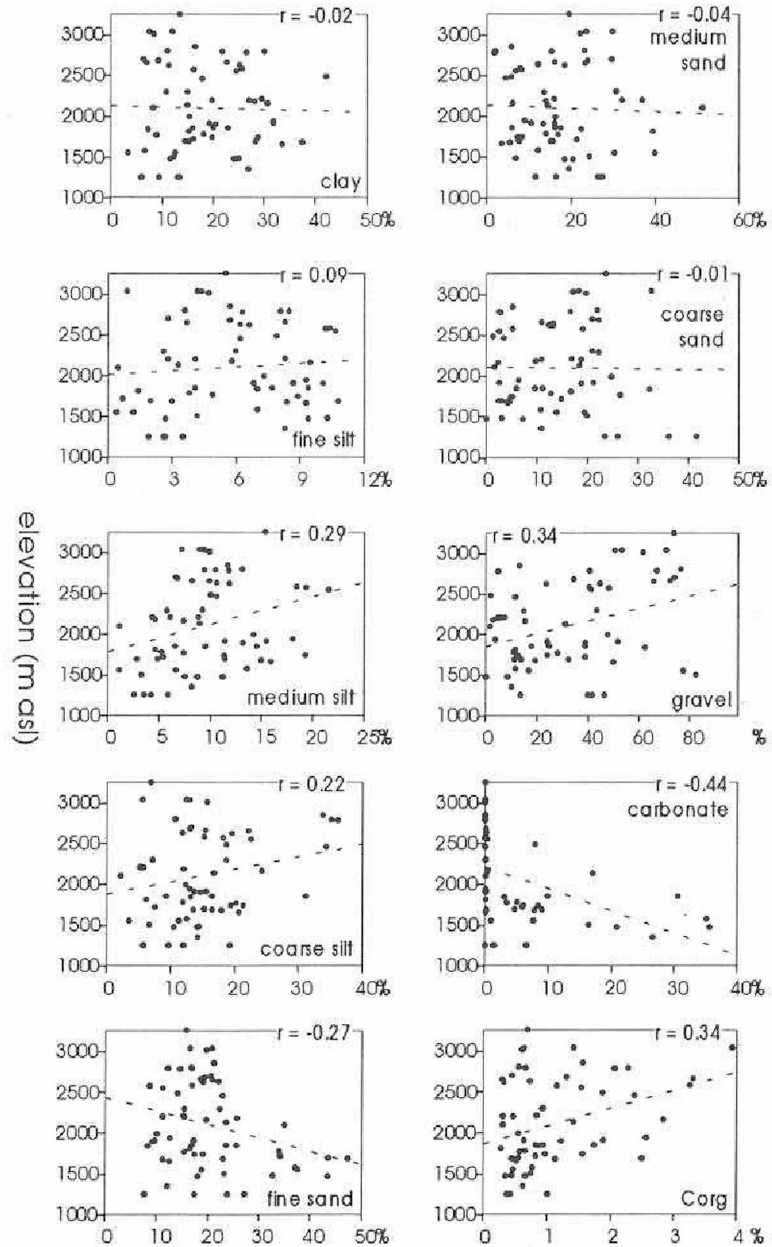 elevation (m asl)
r = -0.02
3000
2500
2000
1500
1000
clay
0 10 20 30 40 50%
r = -0.04
medium
sand
3000
2500
2000
1500
1000
0 20 40 60%
r = 0.09
3000
2500
2000
1500
1000
fine silt
0 3 6 9 12%
r = -0.01
coarse
sand
3000
2500
2000
1500
1000
0 10 20 30 40 50%
r = 0.29
3000
2500
2000
1500
1000
medium silt
0 5 10 15 20 25%
r = 0.34
3000
2500
2000
1500
1000
gravel
0 20 40 60 80 %
r = 0.22
3000
2500
2000
1500
1000
coarse silt
0 10 20 30 40%
r = -0.44
carbonate
3000
2500
2000
1500
1000
0 10 20 30 40%
r = -0.27
3000
2500
2000
1500
1000
fine sand
0 10 20 30 40 50%
r = 0.34
3000
2500
2000
1500
1000
Corg
0 1 2 3 4 %